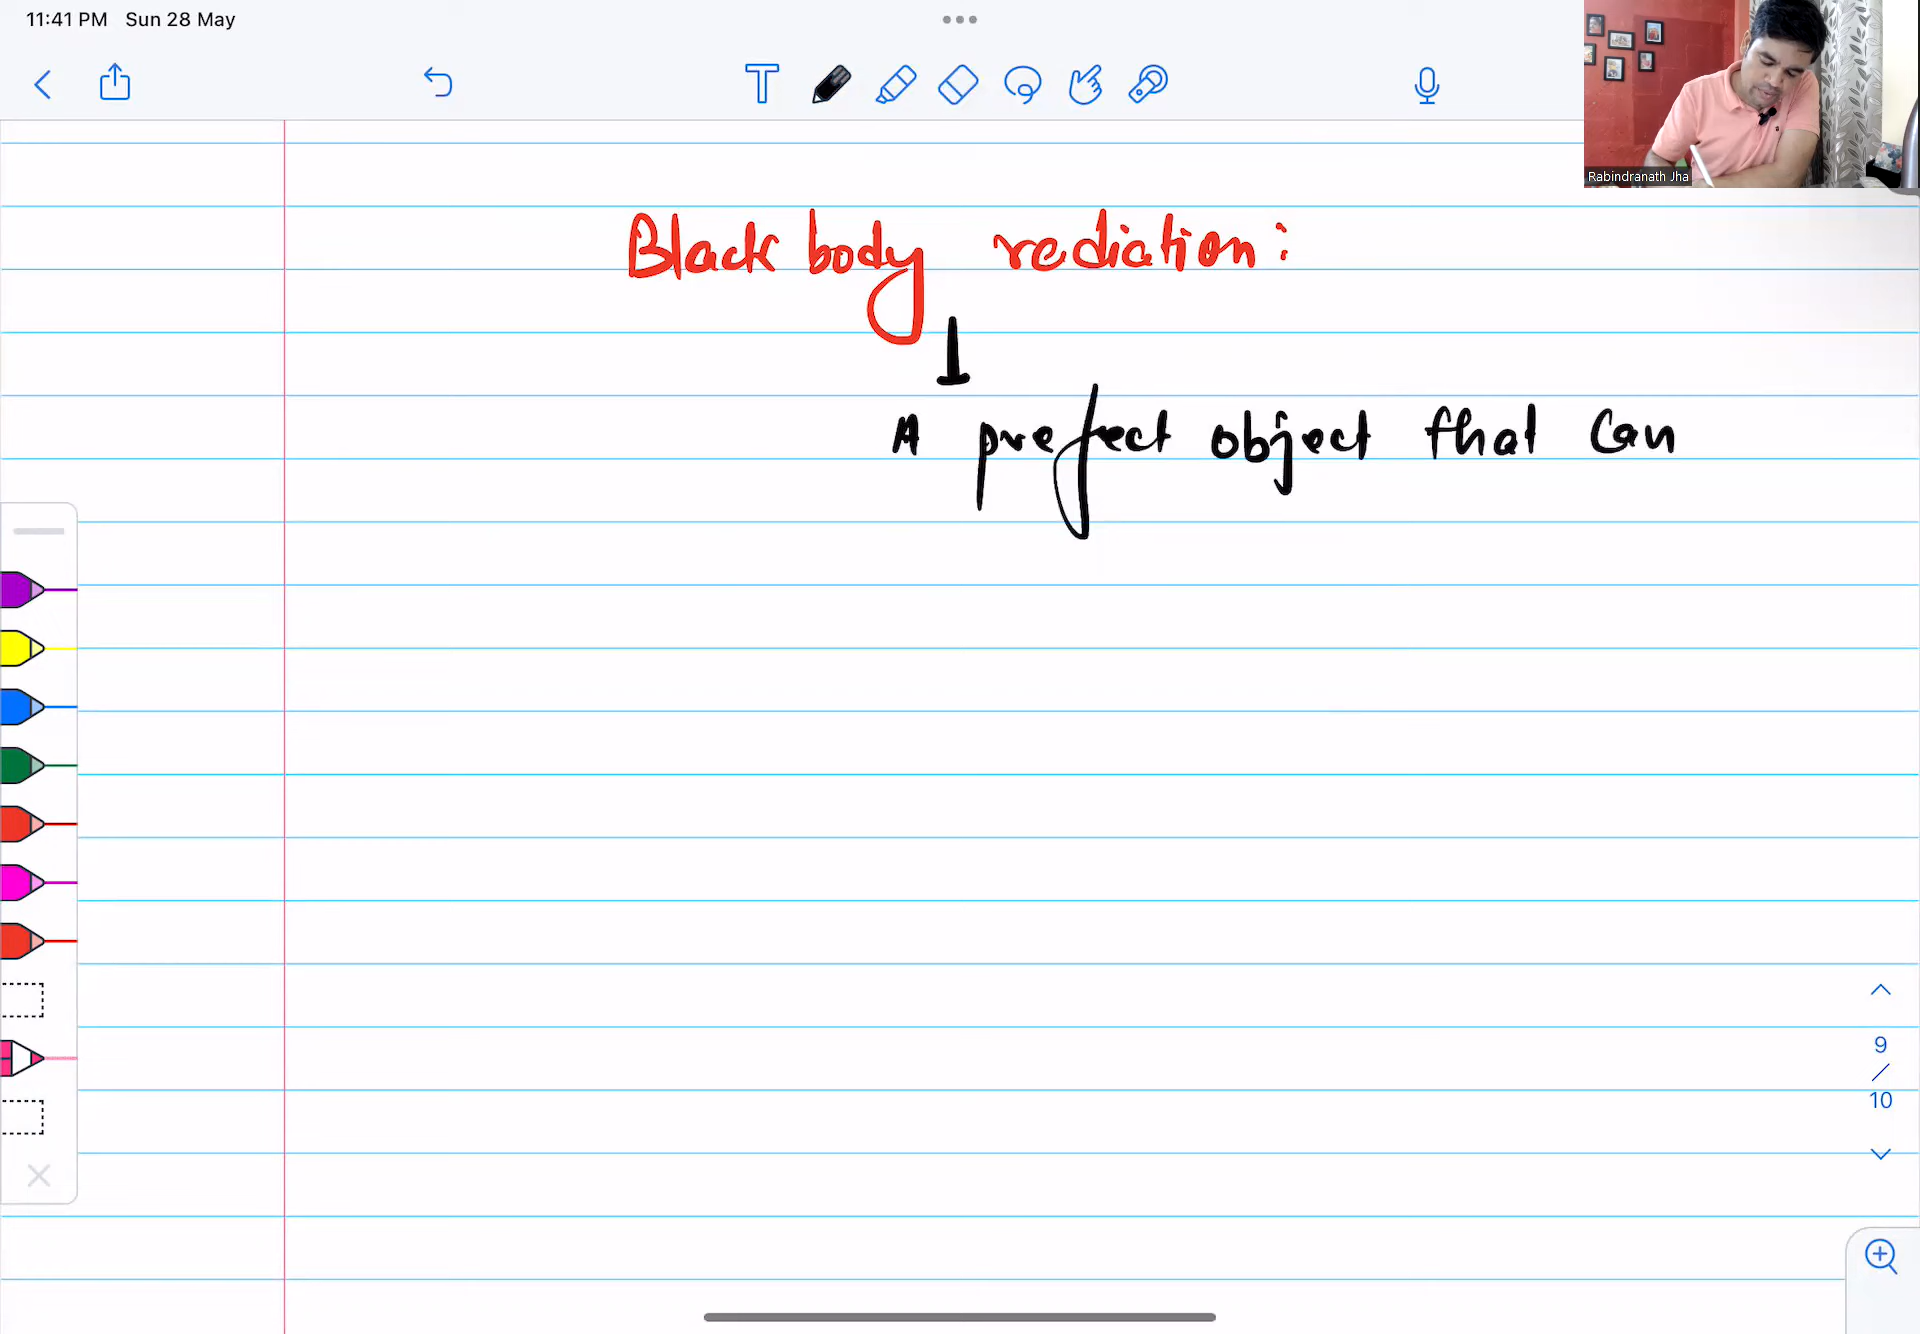 11:41 PM Sun 28 May
T
Rabindranath Jha
Black body rediation:
A prefect object that can
9
/
10